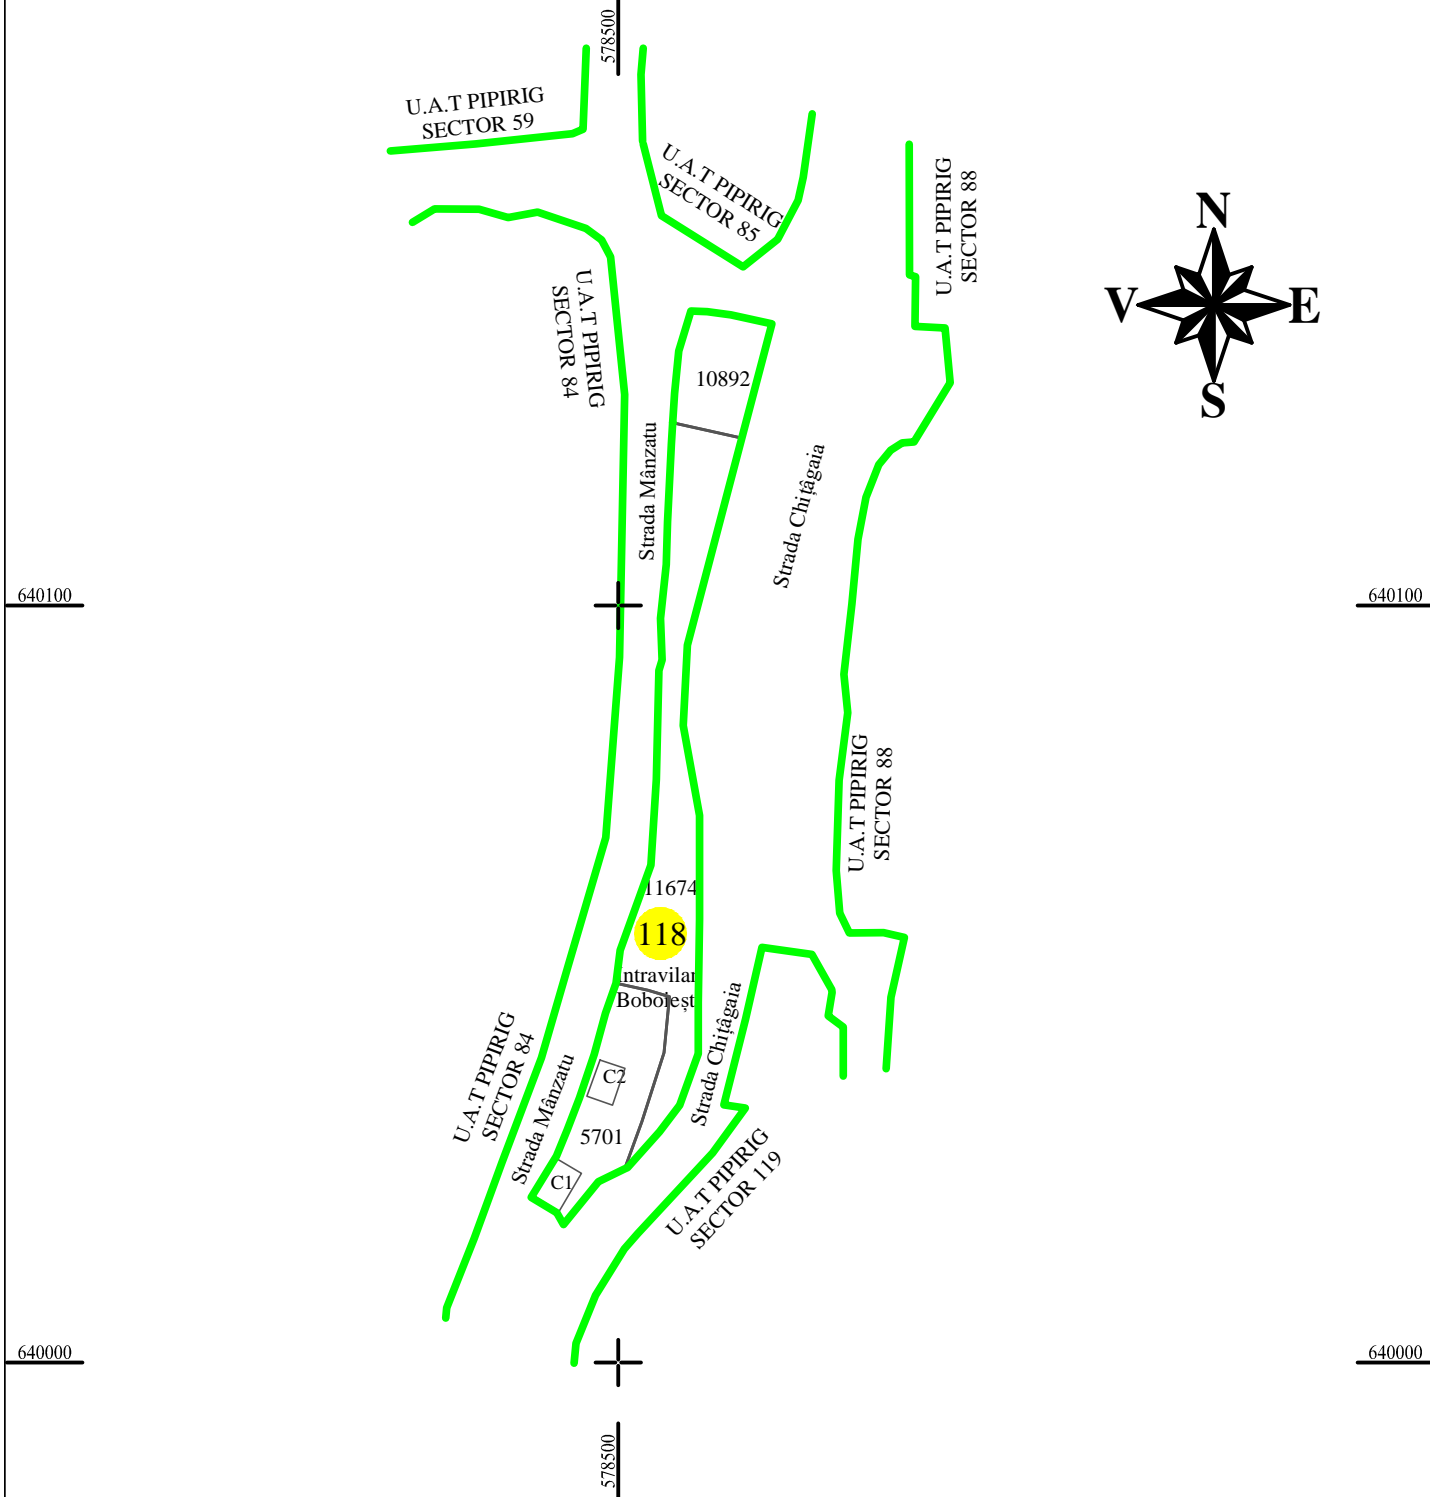 578500
U.A.T PIPIRIG
SECTOR 59
U.A.T PIPIRIG
SECTOR 85
U.A.T PIPIRIG
SECTOR 88
N
V
E
S
U.A.T PIPIRIG
SECTOR 84
10892
Strada Mânzatu
Strada Chițâgaia
640100
640100
U.A.T PIPIRIG
SECTOR 88
11674
118
Intravilan
Boboiești
Strada Chițâgaia
U.A.T PIPIRIG
SECTOR 84
Strada Mânzatu
C2
5701
C1
U.A.T PIPIRIG
SECTOR 119
640000
640000
578500